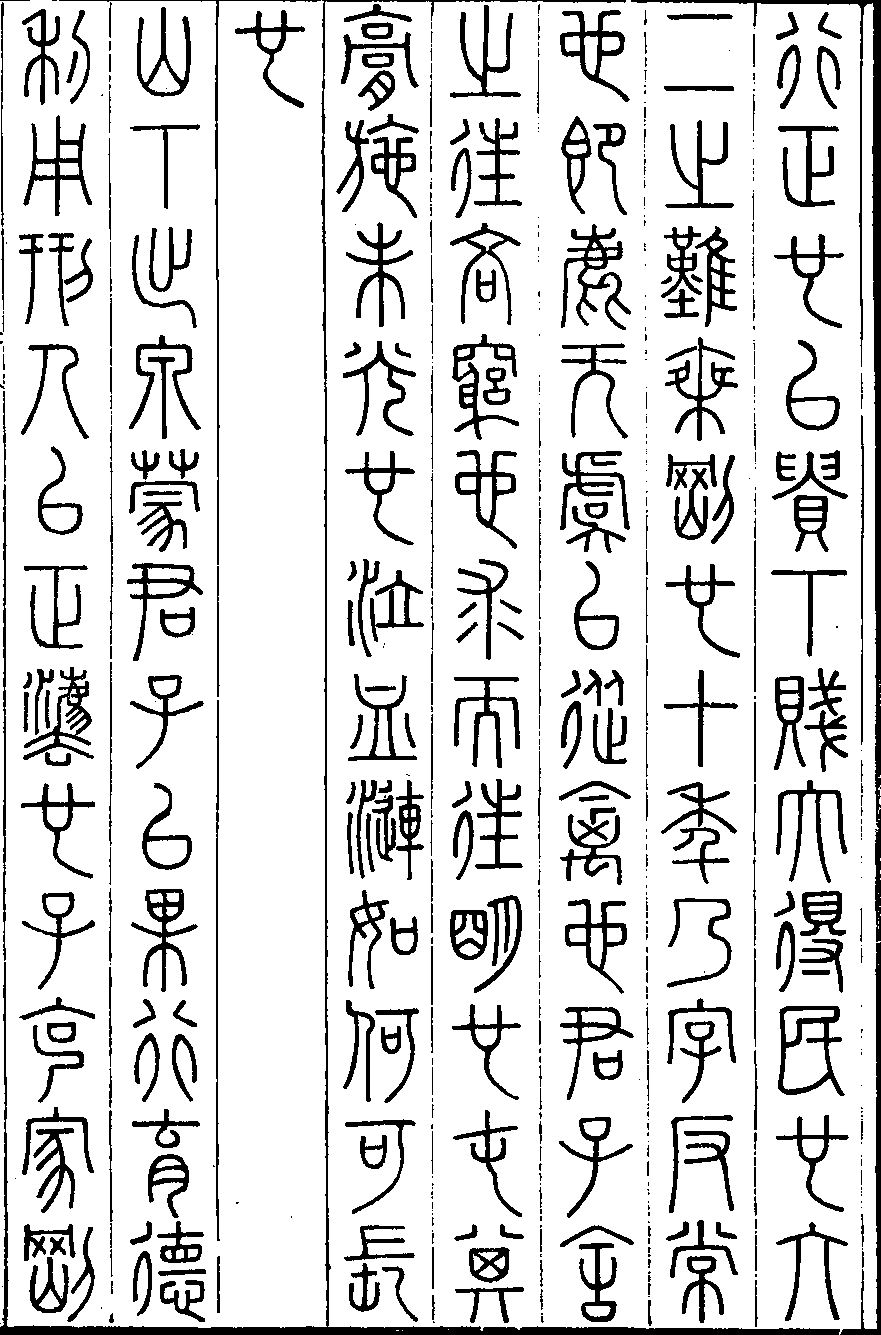 行正也以貴下賤大得民也六
二之難乘剛也十年乃字反常
也即鹿无虞以從禽也君子舍
之往吝窮也求而往明也屯其
膏施未光也泣血漣如何可長
也
山下出泉蒙君子以果行育德
利用刑人以正灋也子克家剛